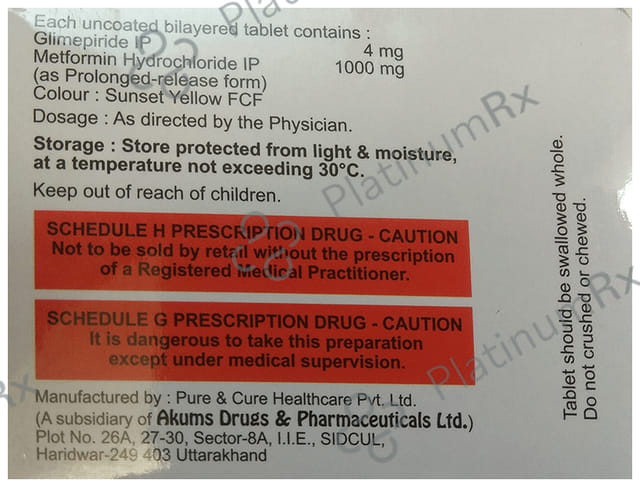 Each uncoated bilayered tablet contains :
Glimepiride IP 4 mg
Metformin Hydrochloride IP 1000 mg
(as Prolonged-release form)
Colour : Sunset Yellow FCF
Dosage : As directed by the Physician.
Storage : Store protected from light & moisture,
at a temperature not exceeding 30°C.
Keep out of reach of children.
SCHEDULE H PRESCRIPTION DRUG - CAUTION
Not to be sold by retail without the prescription
of a Registered Medical Practitioner.
SCHEDULE G PRESCRIPTION DRUG - CAUTION
It is dangerous to take this preparation
except under medical supervision.
Manufactured by : Pure & Cure Healthcare Pvt. Ltd.
(A subsidiary of Akums Drugs & Pharmaceuticals Ltd.)
Plot No. 26A, 27-30, Sector-8A, I.I.E., SIDCUL,
Haridwar-249 403 Uttarakhand
Tablet should be swallowed whole.
Do not crushed or chewed.
PlatinumRx
PlatinumRx
Rx
Platinum